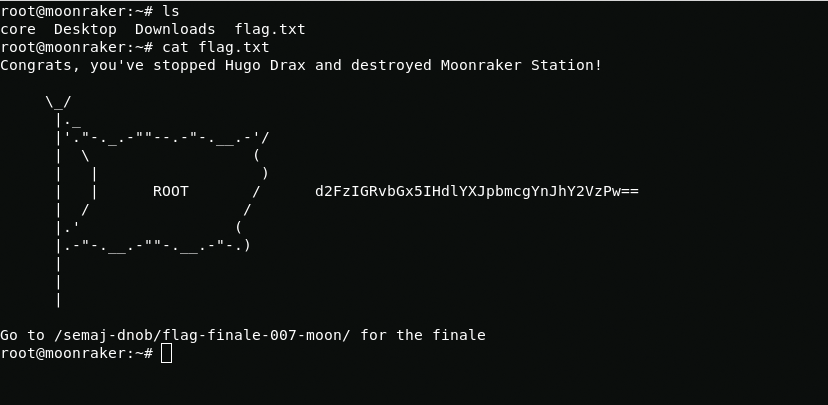 root@moonraker:~# ls
core  Desktop  Downloads  flag.txt
root@moonraker:~# cat flag.txt
Congrats, you've stopped Hugo Drax and destroyed Moonraker Station!

     \_/
      |._
      |'."-._.-""--.-"-.__.-'/
      |  \                  (
      |   |                  )
      |   |      ROOT       /      d2FzIGRvbGx5IHdlYXJpbmcgYnJhY2VzPw==
      |  /                 /
      |.'                 (
      |.-"-.__.-""-.__.-"-.)
      |
      |
      |

Go to /semaj-dnob/flag-finale-007-moon/ for the finale
root@moonraker:~#